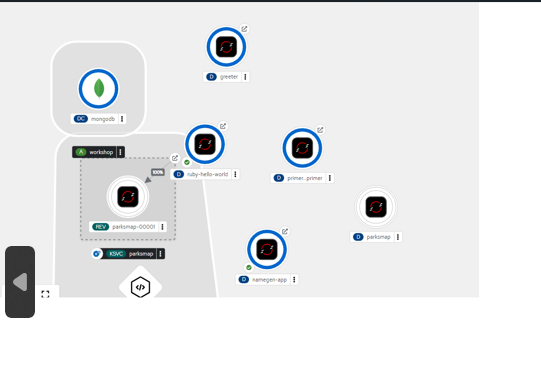 D greeter
DC mongodb
A workshop
D ruby-hello-world
100%
D primer...primer
REV parksmap-00001
D parksmap
KSVC parksmap
D namegen-app